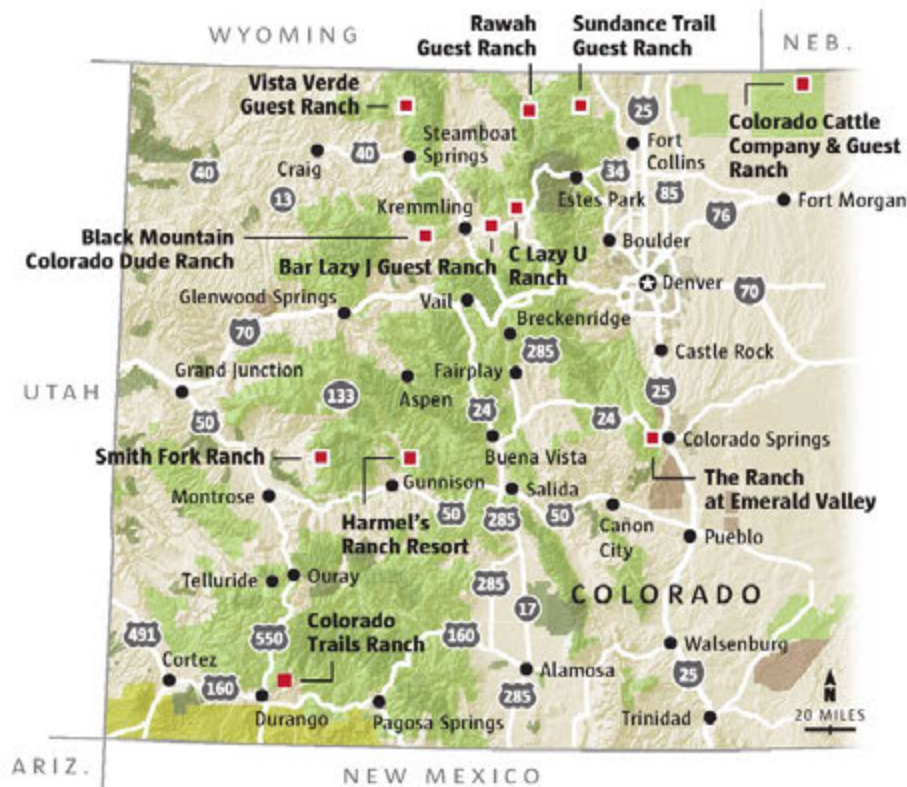 WYOMING
Rawah
Guest Ranch
Sundance Trail
Guest Ranch
NEB.
Vista Verde
Guest Ranch
25
Colorado Cattle
Company & Guest
Ranch
Steamboat
Springs
Fort
Collins
Craig
40
40
34
85
13
Estes Park
Fort Morgan
76
Kremmling
Black Mountain
Colorado Dude Ranch
Bar Lazy J Guest Ranch
C Lazy U
Ranch
Boulder
Denver
70
Glenwood Springs
Vail
Breckenridge
70
285
Castle Rock
Grand Junction
Fairplay
UTAH
133
Aspen
25
50
24
24
Colorado Springs
Smith Fork Ranch
Buena Vista
The Ranch
at Emerald Valley
Montrose
Gunnison
Salida
50
285
50
Harmel's
Ranch Resort
Cañon
City
Pueblo
Telluride
Ouray
285
COLORADO
17
Colorado
Trails Ranch
491
550
160
Walsenburg
Cortez
Alamosa
25
160
285
Durango
Pagosa Springs
Trinidad
N
20 MILES
ARIZ.
NEW MEXICO